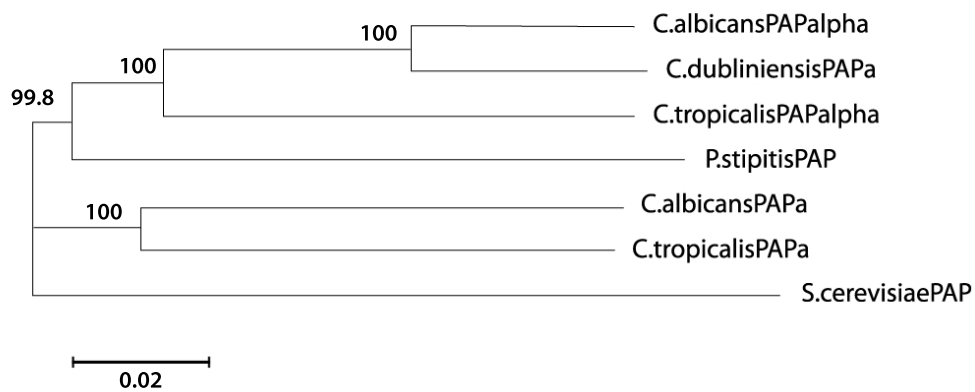 C.albicansPAPalpha
100
C.dubliniensisPAPa
100
99.8
C.tropicalisPAPalpha
P.stipitisPAP
C.albicansPAPa
100
C.tropicalisPAPa
S.cerevisiaePAP
0.02